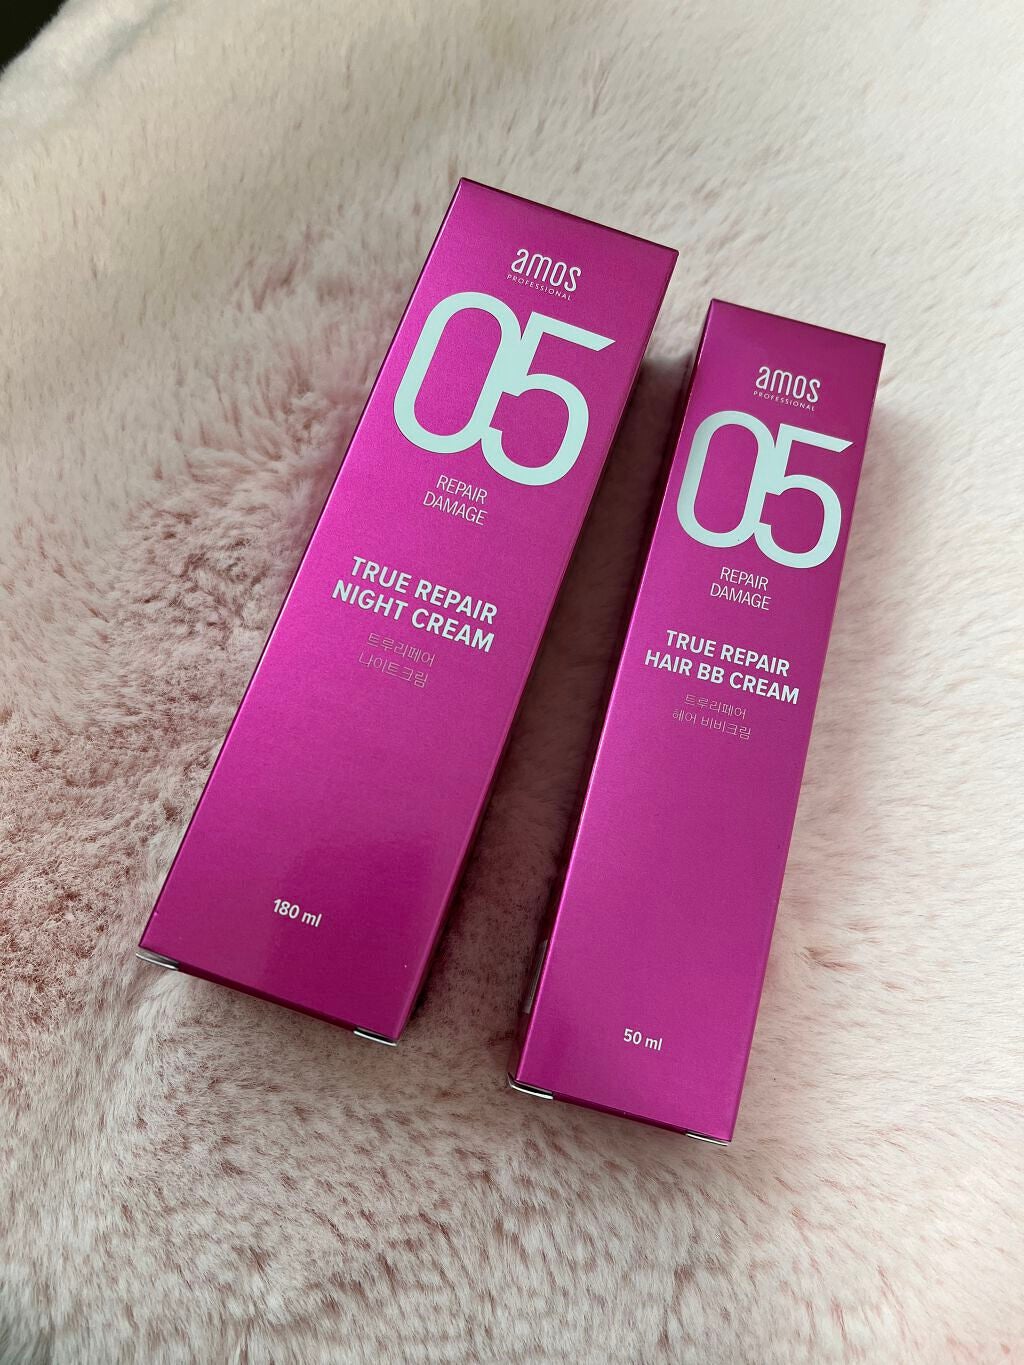 amos
PROFESSIONAL
05
REPAIR
DAMAGE
TRUE REPAIR
NIGHT CREAM
트루리페어
나이트크림
180 ml
amos
PROFESSIONAL
05
REPAIR
DAMAGE
TRUE REPAIR
HAIR BB CREAM
트루리페어
헤어 비비크림
50 ml